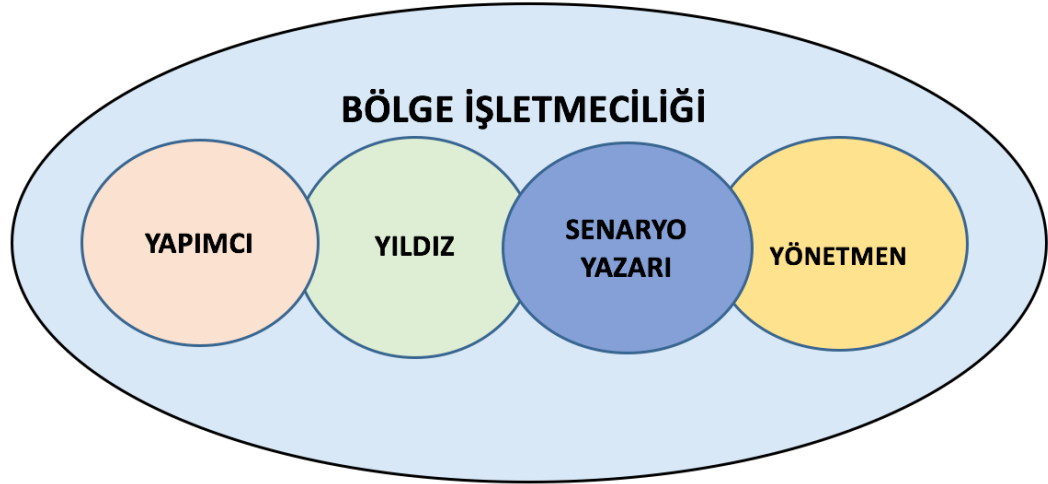 BÖLGE İŞLETMECİLİĞİ
YAPIMCI
YILDIZ
SENARYO
YAZARI
YÖNETMEN